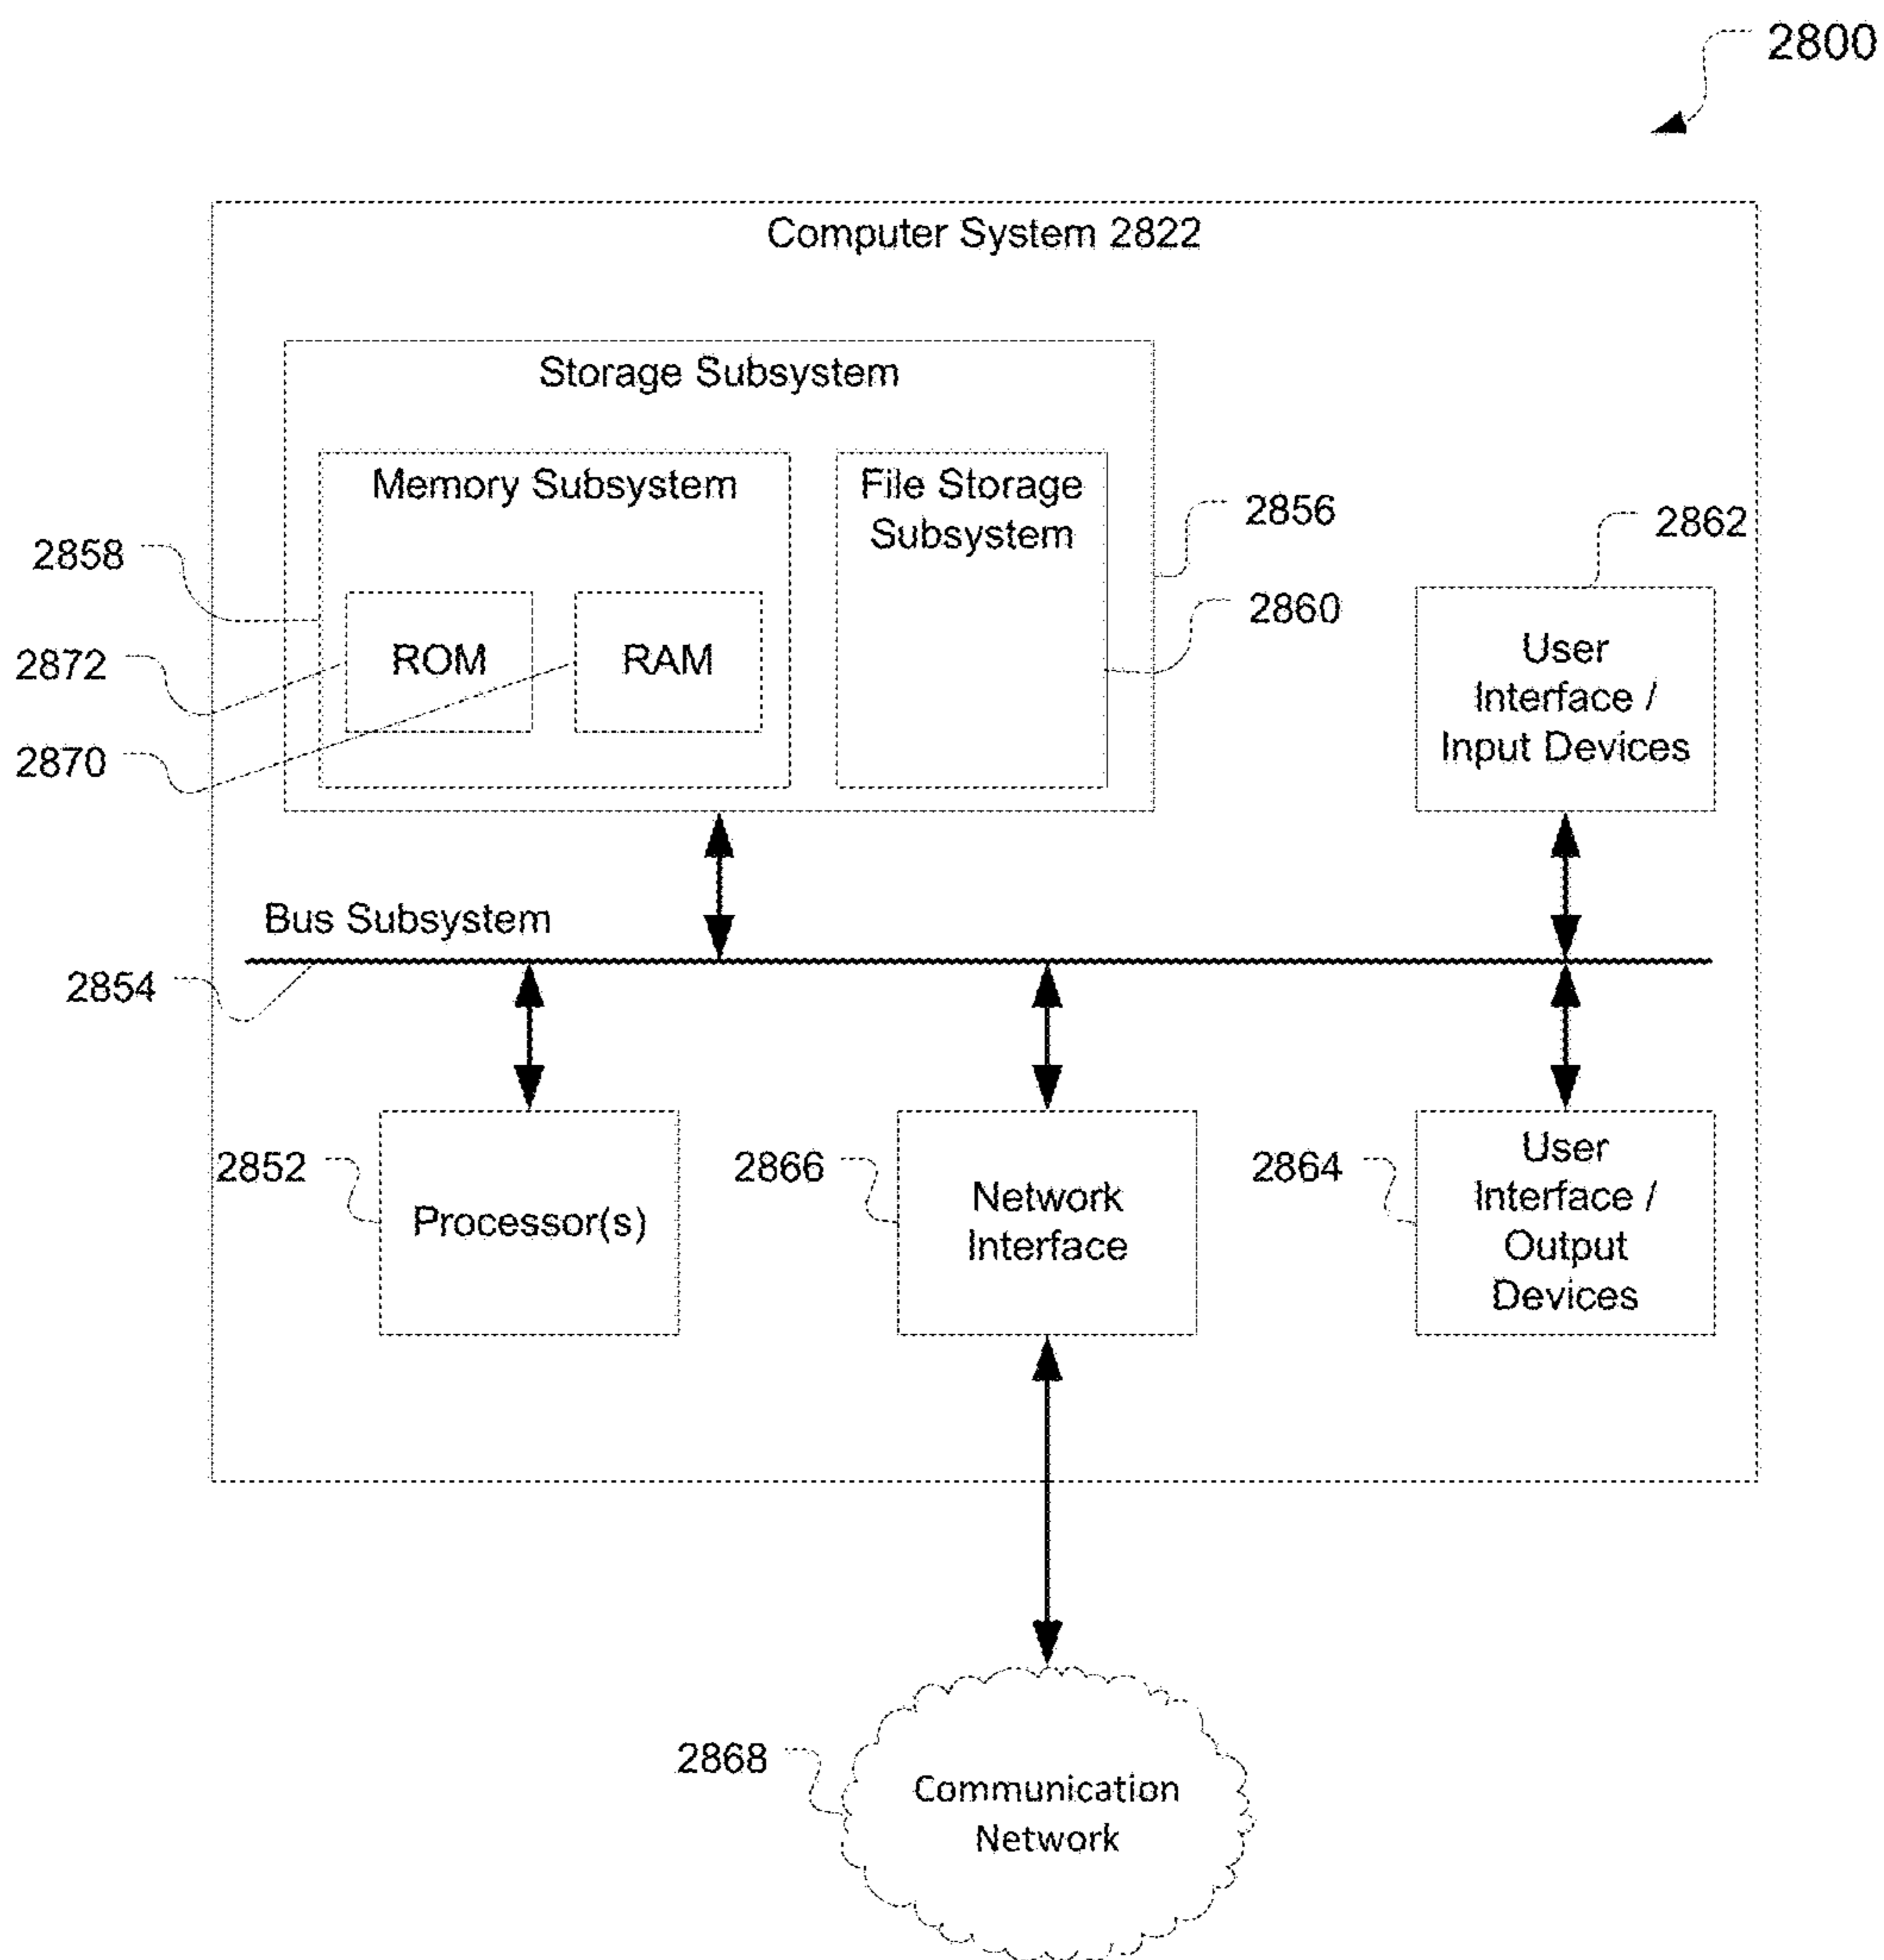 2800
Computer System 2822
Storage Subsystem
Memory Subsystem
File Storage
Subsystem
2856
2862
2858
2860
ROM
RAM
2872
2870
User
Interface /
Input Devices
Bus Subsystem
2854
2852
Processor(s)
2866
Network
Interface
2864
User
Interface /
Output
Devices
2868
Communication
Network